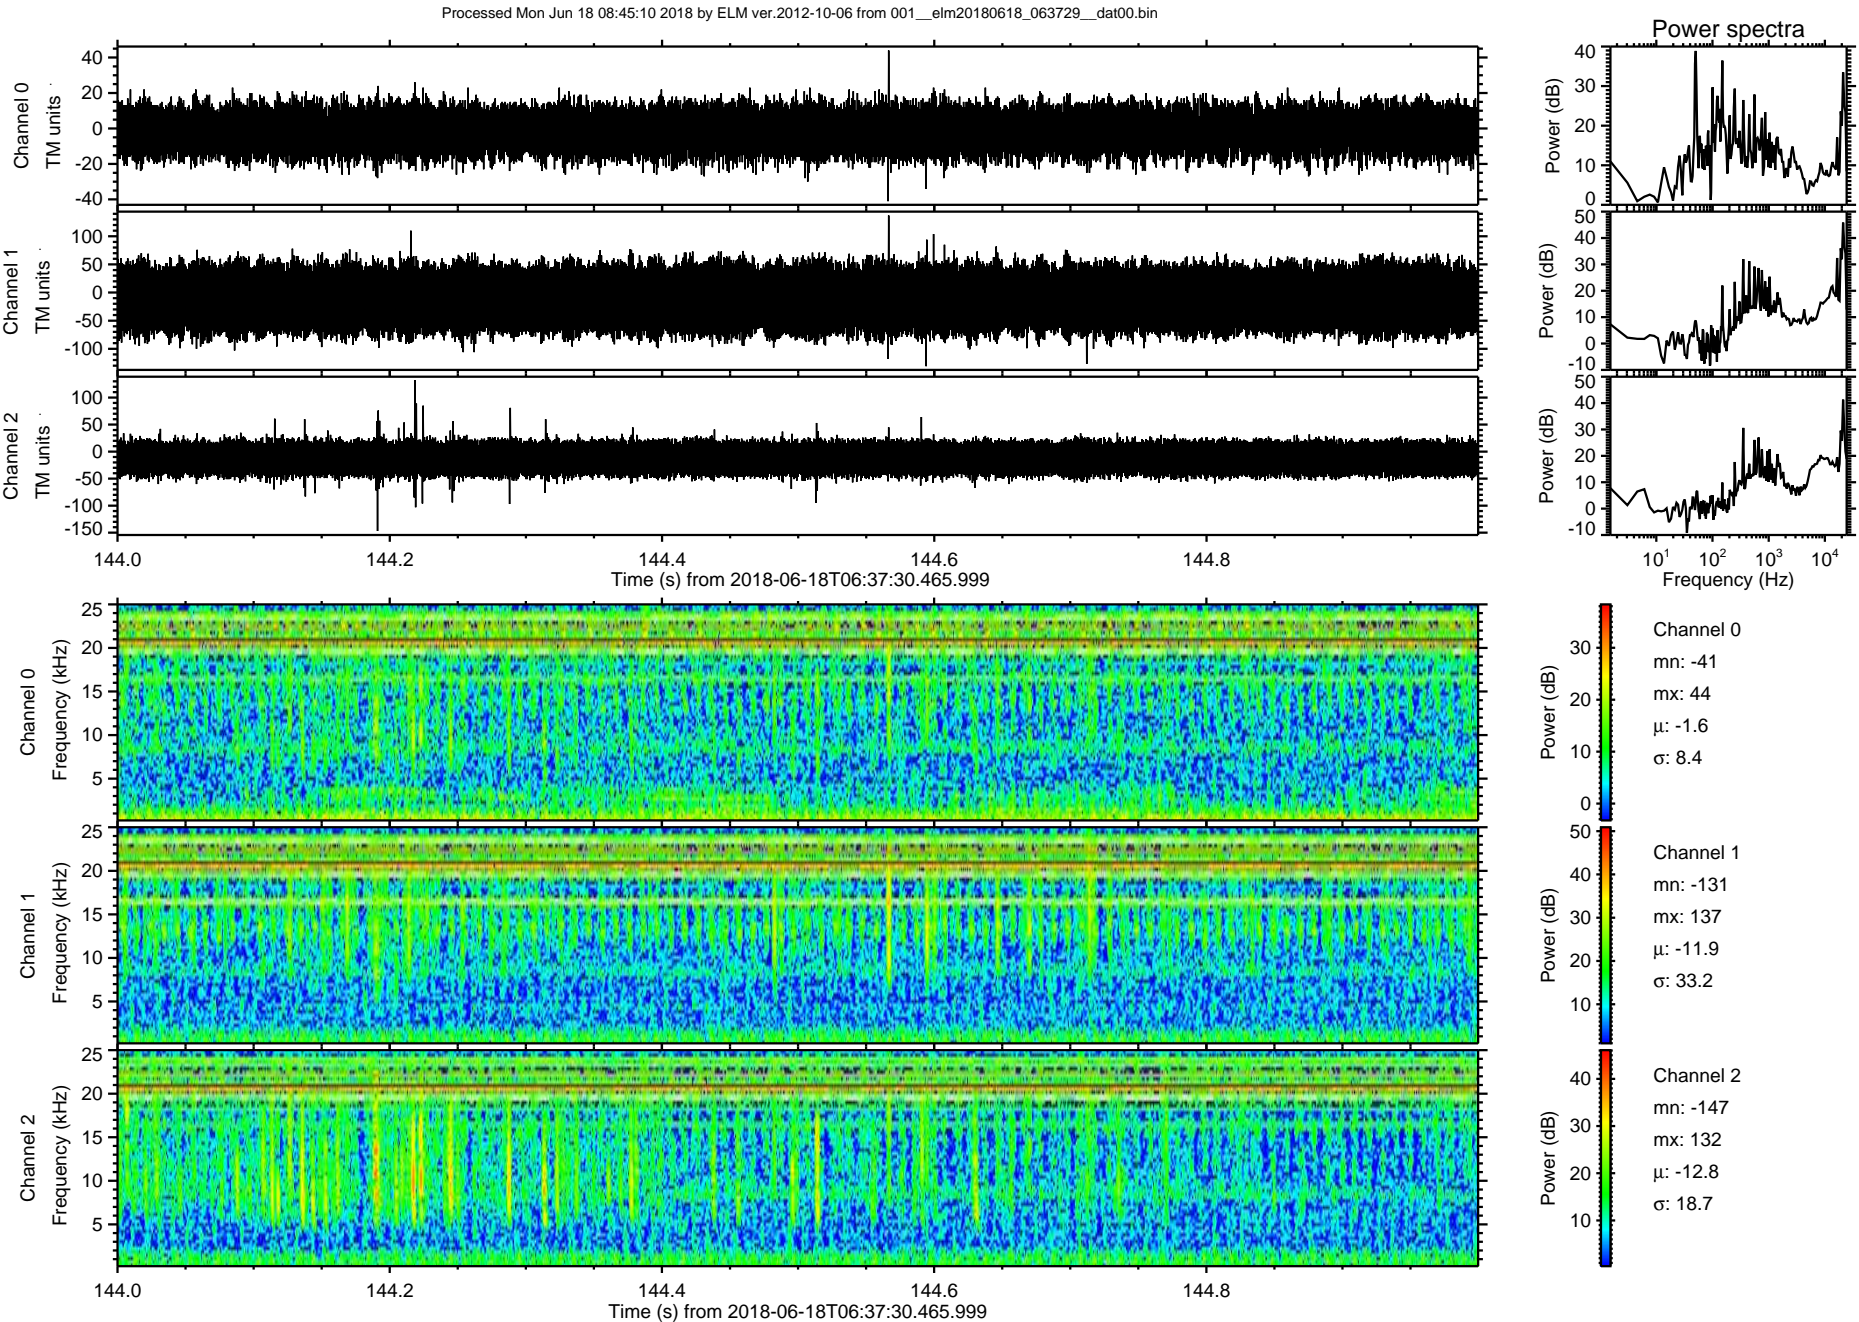 Processed Mon Jun 18 08:45:10 2018 by ELM ver.2012-10-06 from 001__elm20180618_063729__dat00.bin
Power spectra
Channel 0
TM units
40
20
0
-20
-40
Power (dB)
40
30
20
10
0
Channel 1
TM units
100
50
0
-50
-100
Power (dB)
50
40
30
20
10
0
-10
Channel 2
TM units
100
50
0
-50
-100
-150
Power (dB)
50
40
30
20
10
0
-10
144.0 144.2 144.4 144.6 144.8
Time (s) from 2018-06-18T06:37:30.465.999
10¹ 10² 10³ 10⁴
Frequency (Hz)
Channel 0
Frequency (kHz)
25
20
15
10
5
Power (dB)
30
20
10
0
Channel 0
mn: -41
mx: 44
μ: -1.6
σ: 8.4
Channel 1
Frequency (kHz)
25
20
15
10
5
Power (dB)
50
40
30
20
10
Channel 1
mn: -131
mx: 137
μ: -11.9
σ: 33.2
Channel 2
Frequency (kHz)
25
20
15
10
5
Power (dB)
40
30
20
10
Channel 2
mn: -147
mx: 132
μ: -12.8
σ: 18.7
144.0 144.2 144.4 144.6 144.8
Time (s) from 2018-06-18T06:37:30.465.999